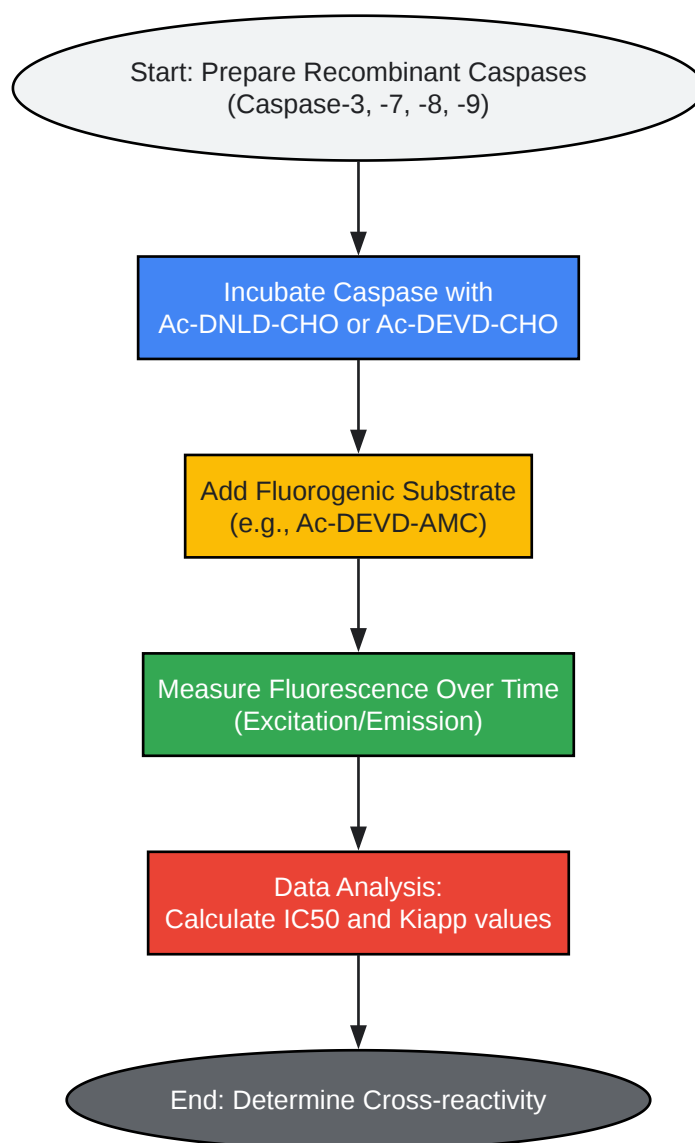 Start: Prepare Recombinant Caspases
(Caspase-3, -7, -8, -9)
Incubate Caspase with
Ac-DNLD-CHO or Ac-DEVD-CHO
Add Fluorogenic Substrate
(e.g., Ac-DEVD-AMC)
Measure Fluorescence Over Time
(Excitation/Emission)
Data Analysis:
Calculate IC50 and Kiapp values
End: Determine Cross-reactivity